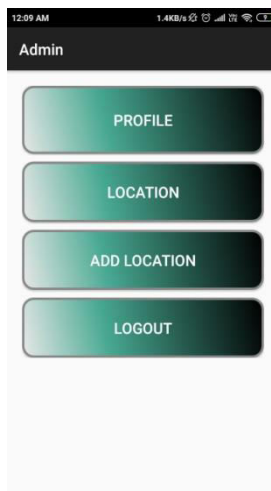 12:09 AM 1.4KB/s
Admin
PROFILE
LOCATION
ADD LOCATION
LOGOUT